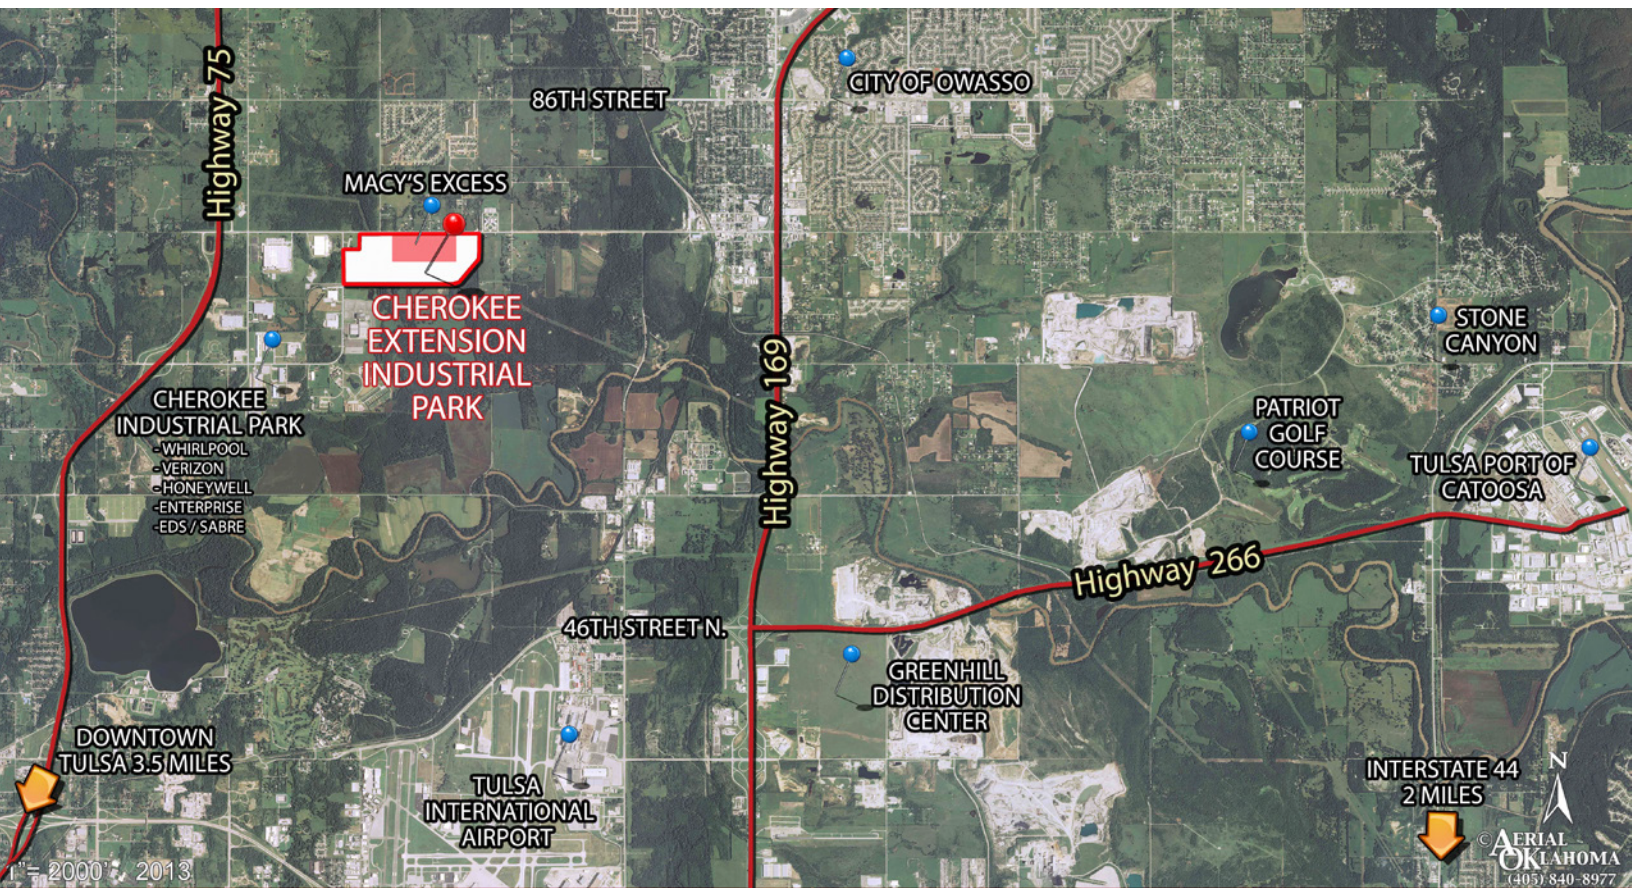 Highway 75
CITY OF OWASSO
86TH STREET
MACY'S EXCESS
CHEROKEE
EXTENSION
INDUSTRIAL
PARK
STONE
CANYON
Highway 169
CHEROKEE
INDUSTRIAL PARK
- WHIRLPOOL
- VERIZON
- HONEYWELL
-ENTERPRISE
-EDS / SABRE
PATRIOT
GOLF
COURSE
TULSA PORT OF
CATOOSA
Highway 266
46TH STREET N.
GREENHILL
DISTRIBUTION
CENTER
DOWNTOWN
TULSA 3.5 MILES
TULSA
INTERNATIONAL
AIRPORT
INTERSTATE 44
2 MILES
N
1"= 2000' 2013
© AERIAL
OKLAHOMA
(405) 840-8977